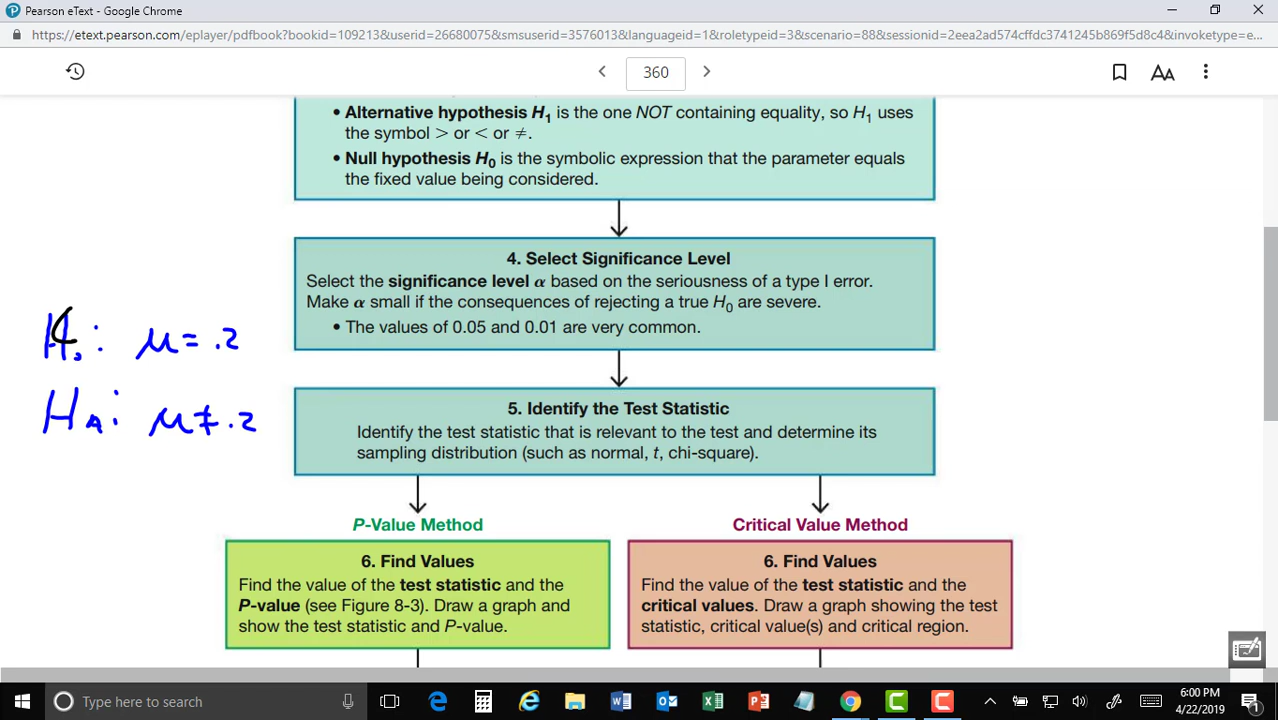 Pearson eText - Google Chrome
https://etext.pearson.com/eplayer/pdfbook?bookid=109213&userid=26680075&smsuserid=3576013&languageid=1&roletypeid=3&scenario=88&sessionid=2eea2ad574cffdc3741245b869f5d8c4&invoketype=e...
360
AA
• Alternative hypothesis H₁ is the one NOT containing equality, so H₁ uses
the symbol > or < or ≠.
• Null hypothesis H₀ is the symbolic expression that the parameter equals
the fixed value being considered.
4. Select Significance Level
Select the significance level α based on the seriousness of a type I error.
Make α small if the consequences of rejecting a true H₀ are severe.
• The values of 0.05 and 0.01 are very common.
H₀: μ = .2
H_A: μ ≠ .2
5. Identify the Test Statistic
Identify the test statistic that is relevant to the test and determine its
sampling distribution (such as normal, t, chi-square).
P-Value Method
6. Find Values
Find the value of the test statistic and the
P-value (see Figure 8-3). Draw a graph and
show the test statistic and P-value.
Critical Value Method
6. Find Values
Find the value of the test statistic and the
critical values. Draw a graph showing the test
statistic, critical value(s) and critical region.
Type here to search
6:00 PM
4/22/2019